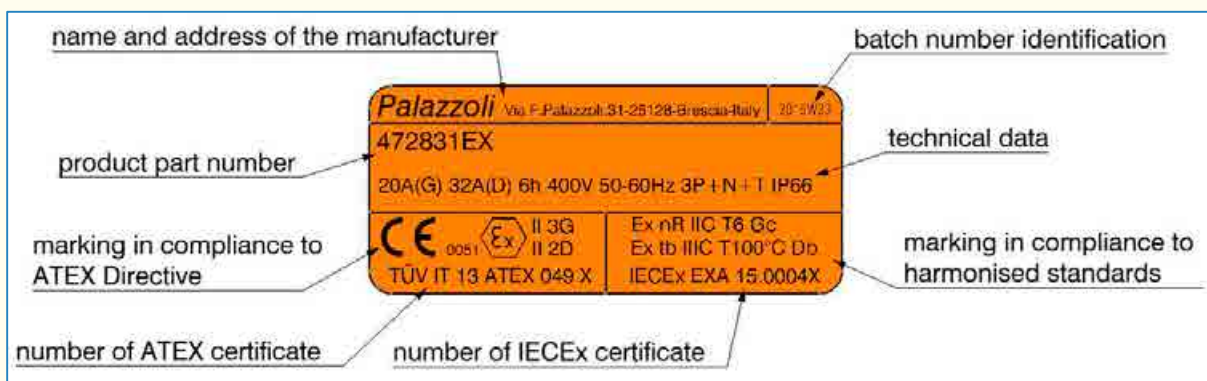 name and address of the manufacturer
batch number identification
Palazzoli Via F.Palazzoli,31-25128-Brescia-Italy 2015W33
472831EX
product part number
technical data
20A(G) 32A(D) 6h 400V 50-60Hz 3P+N+T IP66
marking in compliance to
ATEX Directive
CE 0051 Ex II 3G
II 2D
Ex nR IIC T6 Gc
Ex tb IIIC T100°C Db
marking in compliance to
harmonised standards
TÜV IT 13 ATEX 049 X
IECEx EXA 15.0004X
number of ATEX certificate
number of IECEx certificate